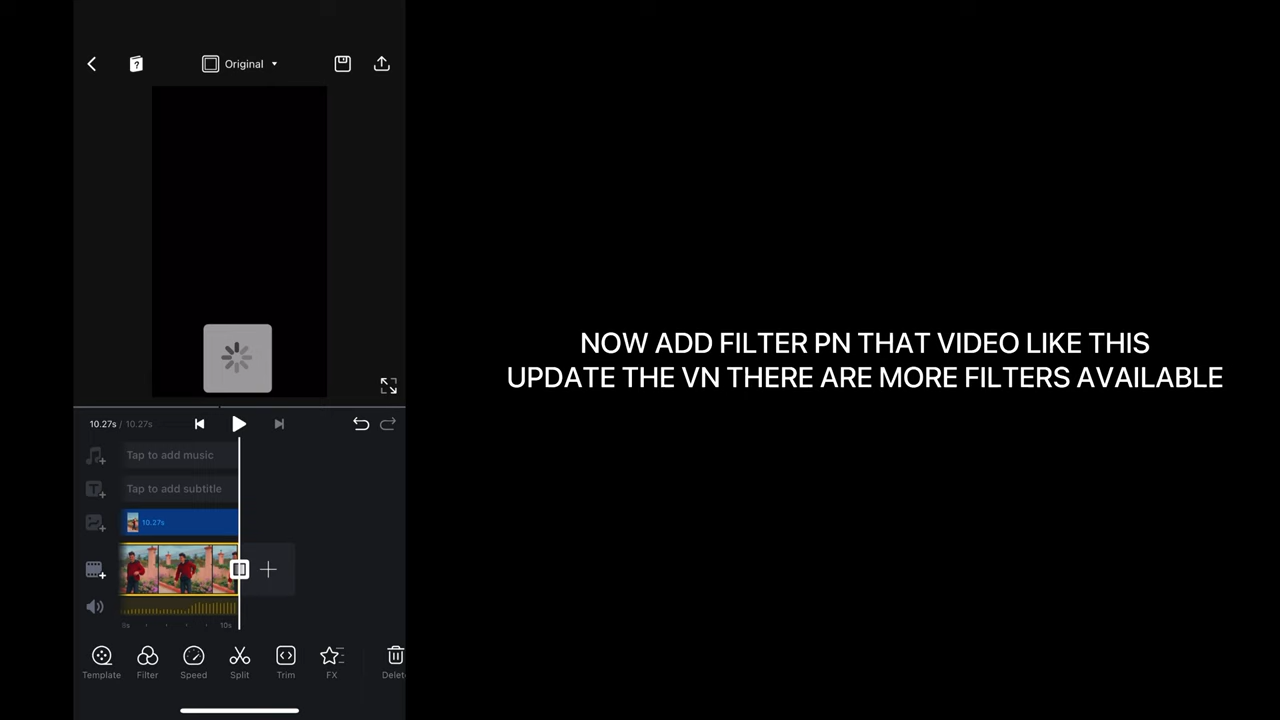 Original
NOW ADD FILTER PN THAT VIDEO LIKE THIS
UPDATE THE VN THERE ARE MORE FILTERS AVAILABLE
10.27s / 10.27s
Tap to add music
Tap to add subtitle
10.27s
10s
Template Filter Speed Split Trim FX Delet